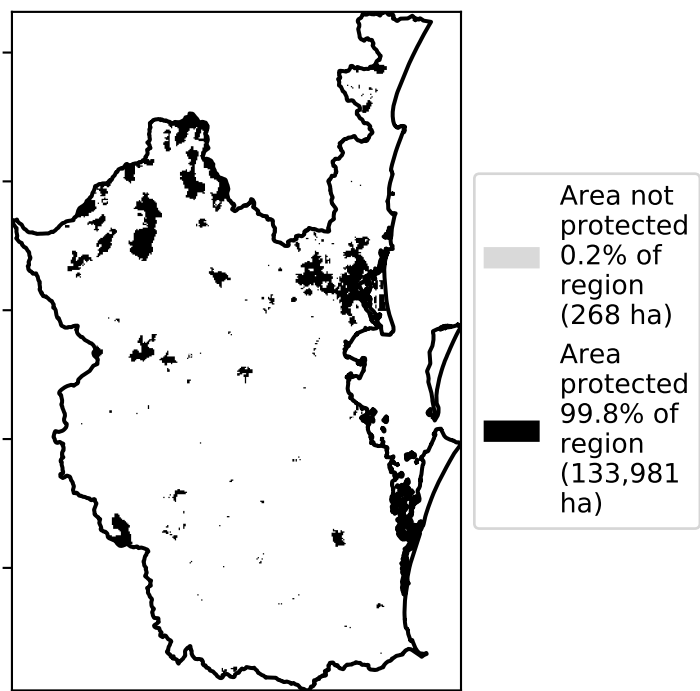 Area not
protected
0.2% of
region
(268 ha)
Area
protected
99.8% of
region
(133,981
ha)